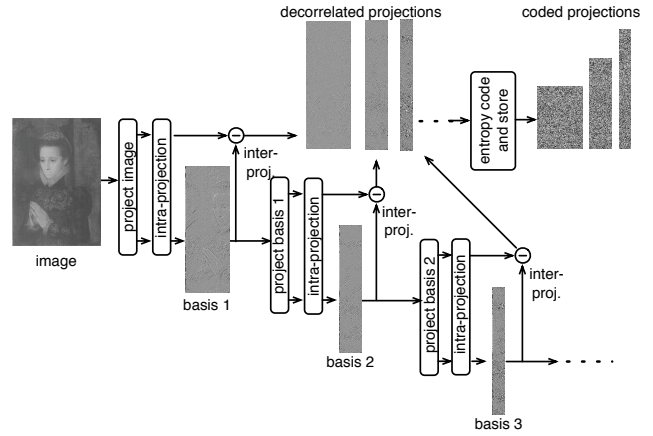 decorrelated projections
coded projections
entropy code
and store
project image
intra-projection
inter-
proj.
image
basis 1
project basis 1
intra-projection
inter-
proj.
basis 2
project basis 2
intra-projection
inter-
proj.
basis 3